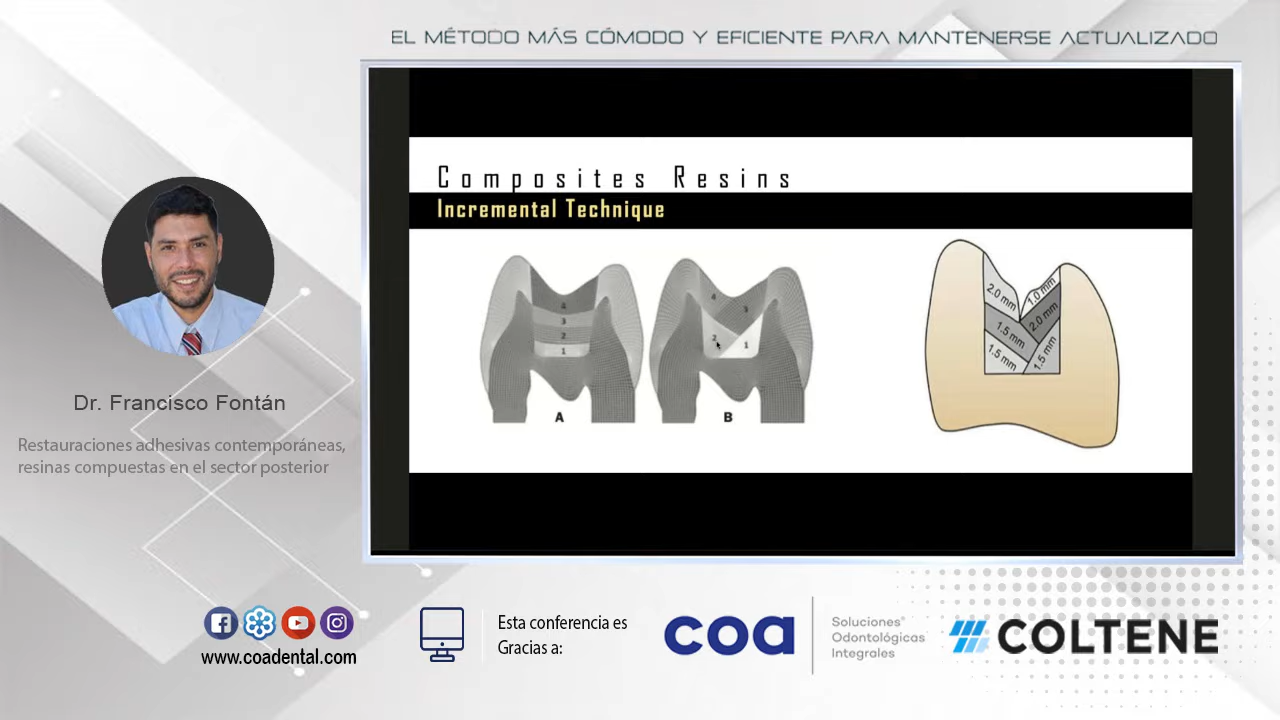 EL MÉTODO MÁS CÓMODO Y EFICIENTE PARA MANTENERSE ACTUALIZADO
Composites Resins
Incremental Technique
4
3
2
1
A
4
3
2
1
B
2.0 mm
1.0 mm
2.0 mm
1.5 mm
1.5 mm
1.5 mm
Dr. Francisco Fontán
Restauraciones adhesivas contemporáneas,
resinas compuestas en el sector posterior
www.coadental.com
Esta conferencia es
Gracias a:
coa
Soluciones®
Odontológicas
Integrales
COLTENE